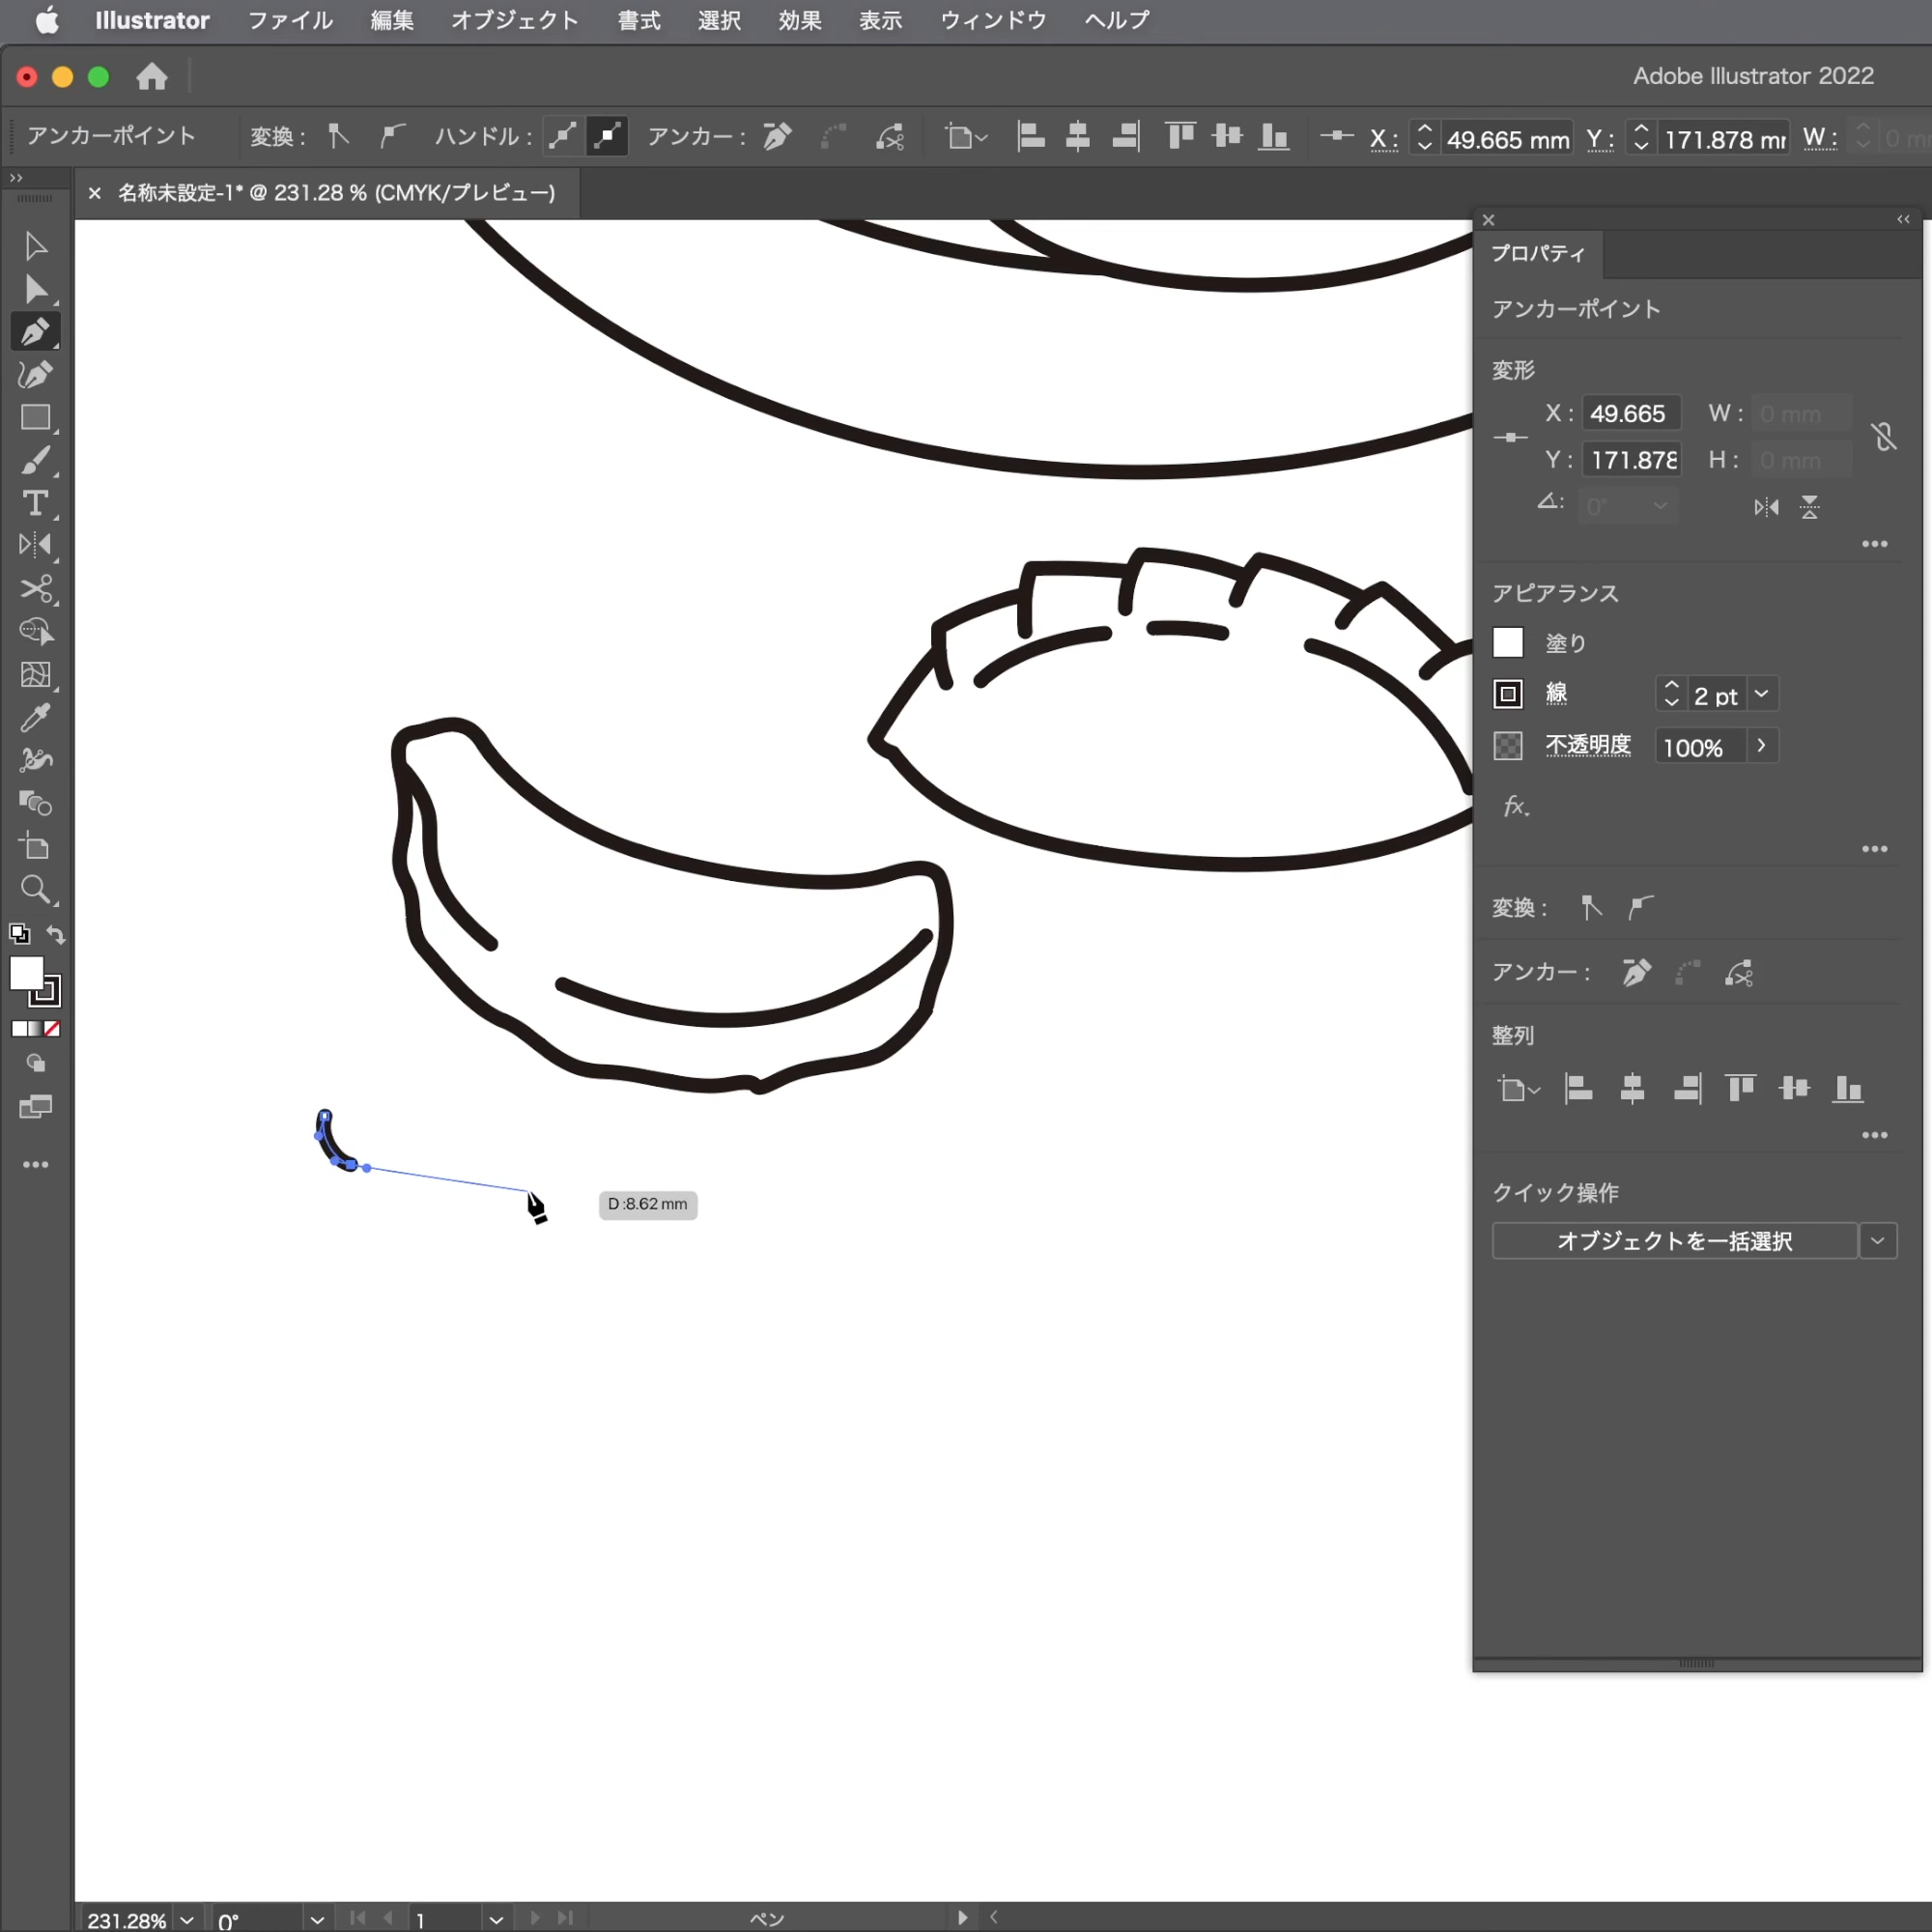 Illustrator ファイル 編集 オブジェクト 書式 選択 効果 表示 ウィンドウ ヘルプ
Adobe Illustrator 2022
アンカーポイント 変換： ハンドル： アンカー： X： 49.665 mm Y： 171.878 mm W： 0 mm
× 名称未設定-1* @ 231.28 % (CMYK/プレビュー)
プロパティ
アンカーポイント
変形
X： 49.665 W： 0 mm
Y： 171.878 H： 0 mm
0°
アピアランス
塗り
線 2 pt
不透明度 100%
fx.
変換：
アンカー：
整列
クイック操作
オブジェクトを一括選択
D :8.62 mm
231.28% 0° 1 ペン